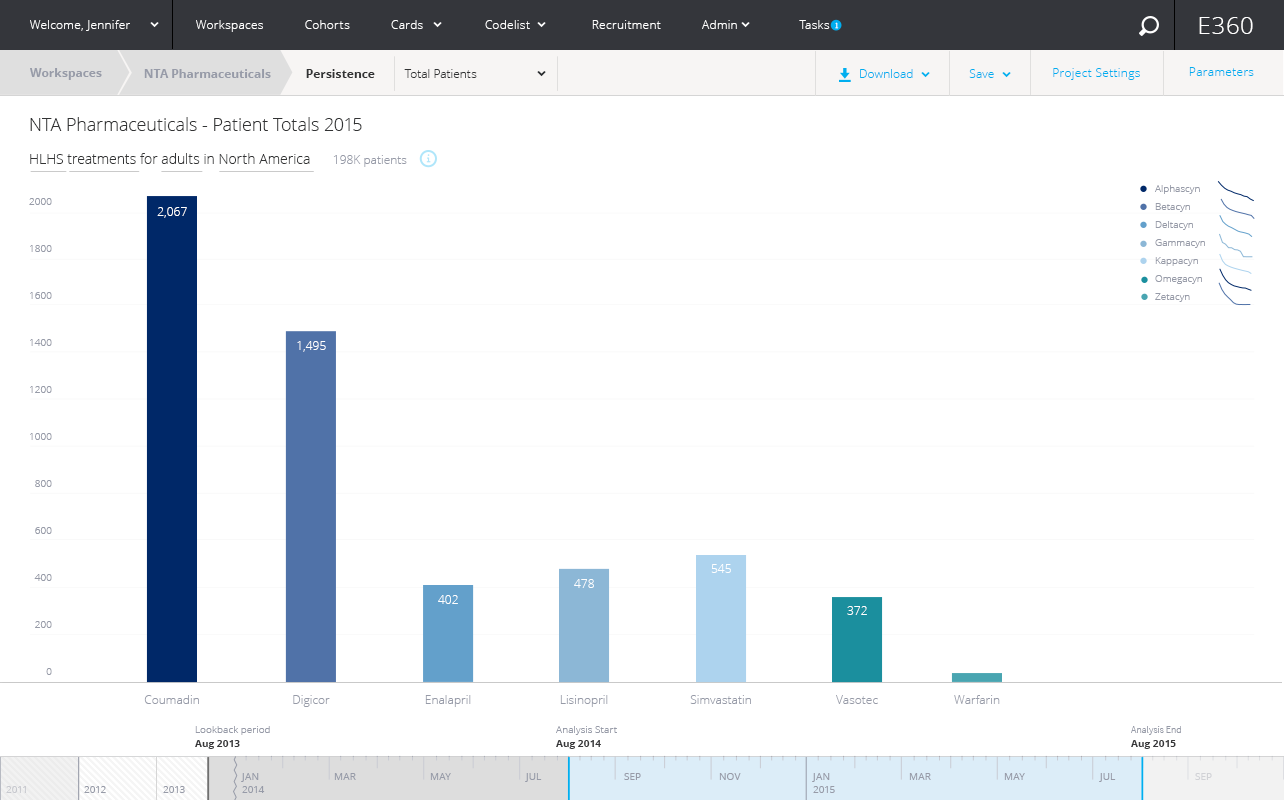 Welcome, Jennifer Workspaces Cohorts Cards Codelist Recruitment Admin Tasks i E360
Workspaces NTA Pharmaceuticals Persistence Total Patients Download Save Project Settings Parameters
NTA Pharmaceuticals - Patient Totals 2015
HLHS treatments for adults in North America 198K patients i
Alphascyn
Betacyn
Deltacyn
Gammacyn
Kappacyn
Omegacyn
Zetacyn
2000
1800
1600
1400
1200
1000
800
600
400
200
0
2,067
1,495
402
478
545
372
Coumadin Digicor Enalapril Lisinopril Simvastatin Vasotec Warfarin
Lookback period
Aug 2013
Analysis Start
Aug 2014
Analysis End
Aug 2015
JAN MAR MAY JUL SEP NOV JAN MAR MAY JUL SEP
2011 2012 2013 2014 2015